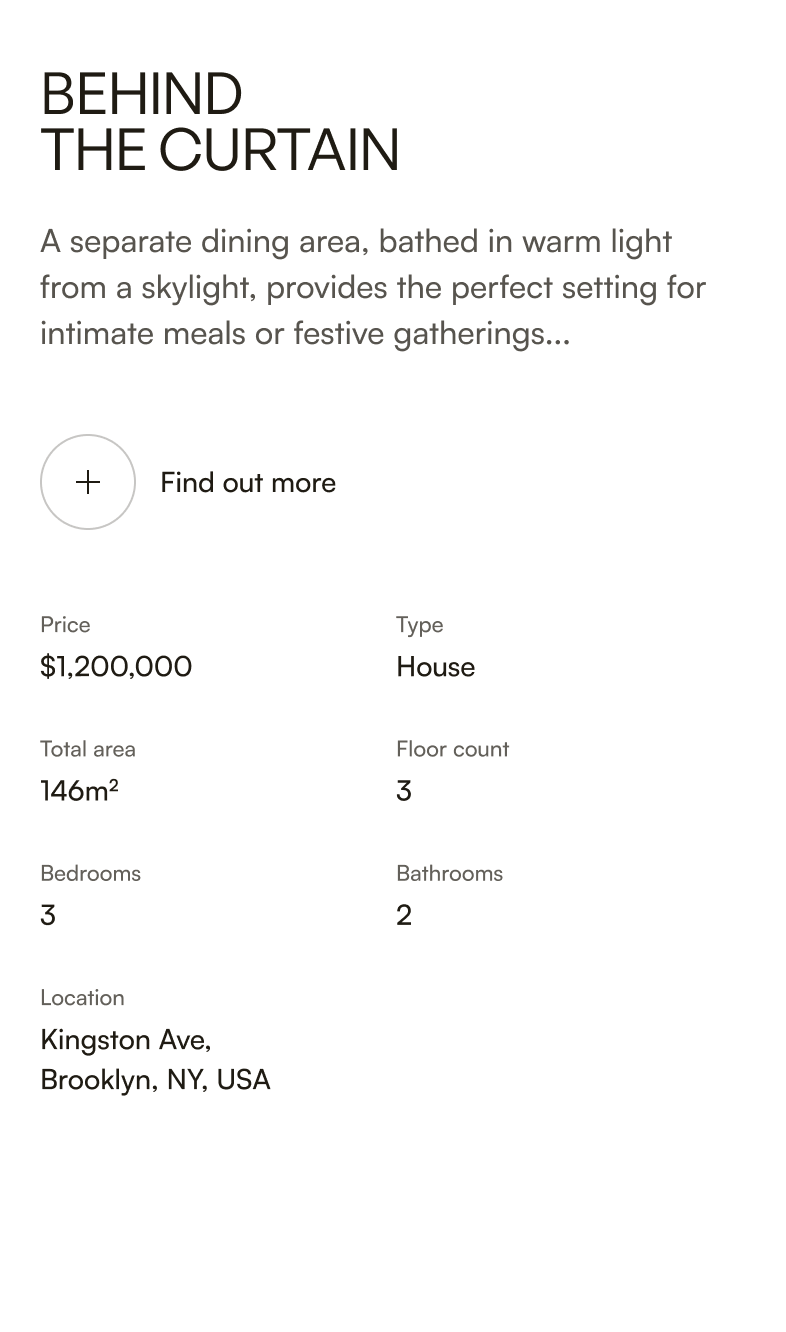 BEHIND
THE CURTAIN
A separate dining area, bathed in warm light
from a skylight, provides the perfect setting for
intimate meals or festive gatherings...
Find out more
Price
$1,200,000
Type
House
Total area
146m²
Floor count
3
Bedrooms
3
Bathrooms
2
Location
Kingston Ave,
Brooklyn, NY, USA